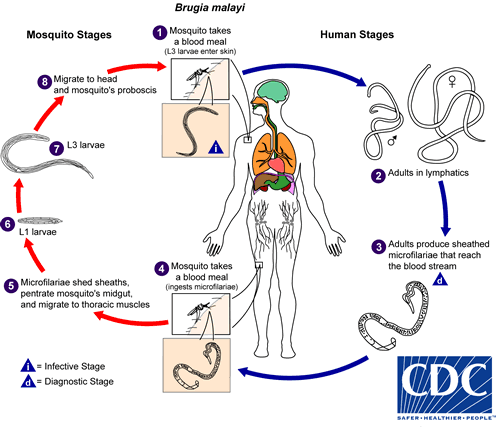 Brugia malayi
Mosquito Stages
Human Stages
1 Mosquito takes
a blood meal
(L3 larvae enter skin)
i
♂
♀
2 Adults in lymphatics
3 Adults produce sheathed
microfilariae that reach
the blood stream
d
4 Mosquito takes
a blood meal
(ingests microfilariae)
5 Microfilariae shed sheaths,
pentrate mosquito's midgut,
and migrate to thoracic muscles
6
L1 larvae
7 L3 larvae
8 Migrate to head
and mosquito's proboscis
i = Infective Stage
d = Diagnostic Stage
CDC
SAFER • HEALTHIER • PEOPLE™